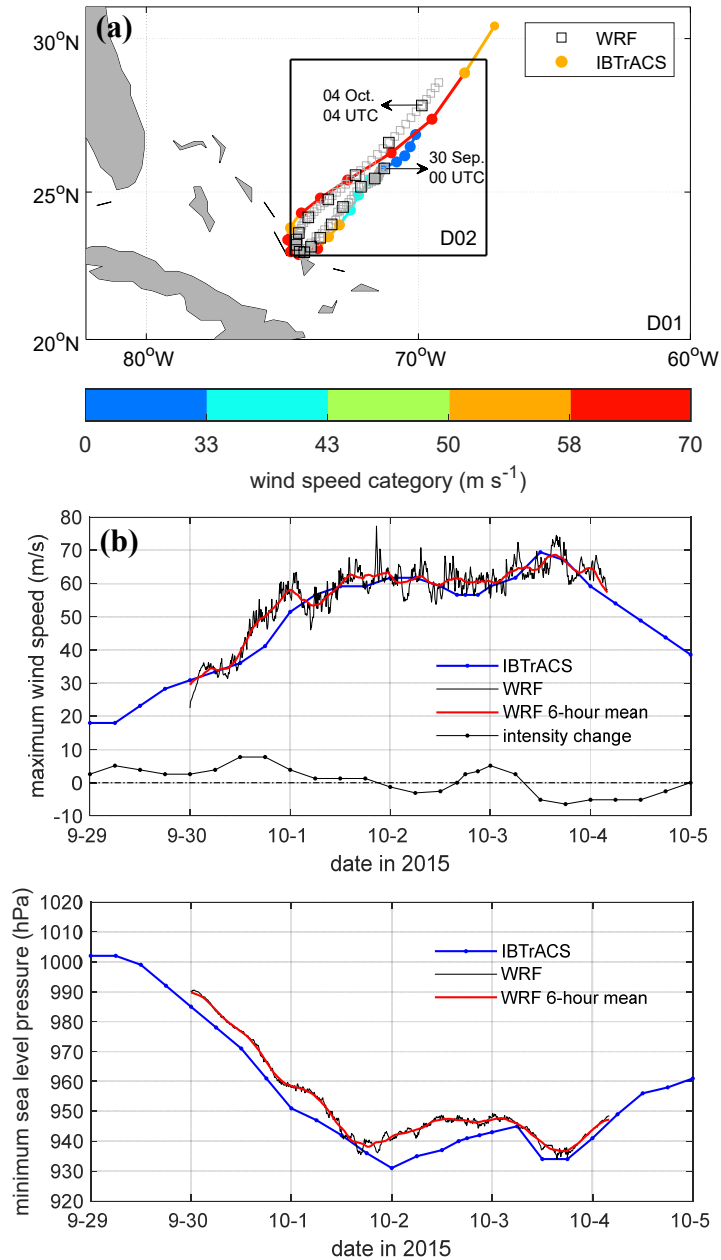 (a)
30°N
25°N
20°N
80°W
70°W
60°W
WRF
IBTrACS
04 Oct.
04 UTC
30 Sep.
00 UTC
D02
D01
0 33 43 50 58 70
wind speed category (m s⁻¹)
(b)
maximum wind speed (m/s)
80
70
60
50
40
30
20
10
0
-10
IBTrACS
WRF
WRF 6-hour mean
intensity change
9-29 9-30 10-1 10-2 10-3 10-4 10-5
date in 2015
minimum sea level pressure (hPa)
1020
1010
1000
990
980
970
960
950
940
930
920
IBTrACS
WRF
WRF 6-hour mean
9-29 9-30 10-1 10-2 10-3 10-4 10-5
date in 2015